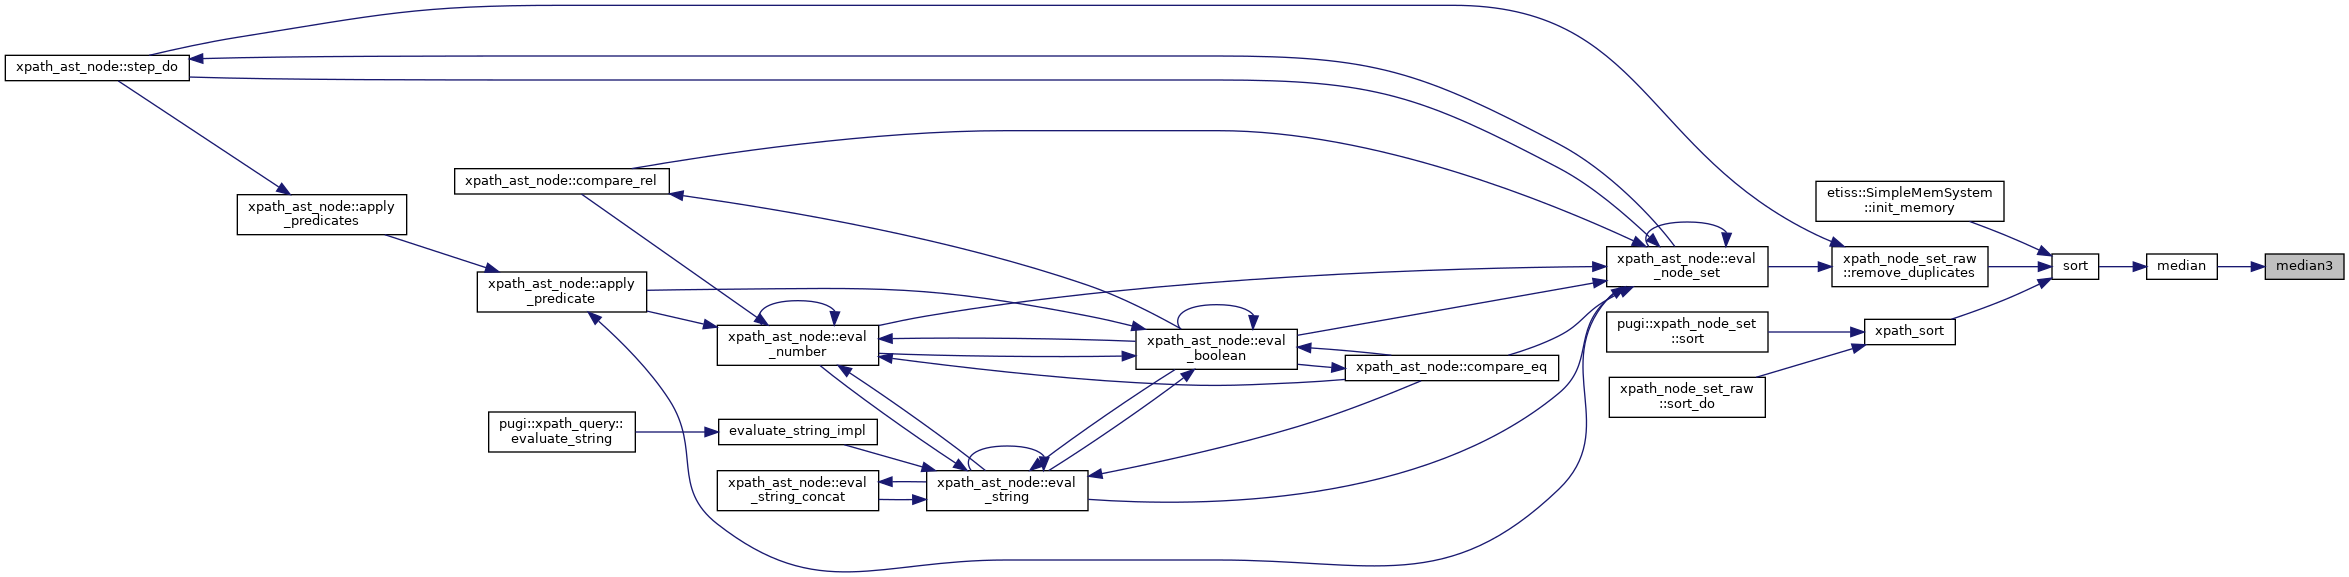 xpath_ast_node::step_do
xpath_ast_node::apply
_predicates
xpath_ast_node::compare_rel
xpath_ast_node::apply
_predicate
pugi::xpath_query::
evaluate_string
xpath_ast_node::eval
_number
evaluate_string_impl
xpath_ast_node::eval
_string_concat
xpath_ast_node::eval
_string
xpath_ast_node::eval
_boolean
xpath_ast_node::compare_eq
xpath_ast_node::eval
_node_set
pugi::xpath_node_set
::sort
xpath_node_set_raw
::sort_do
etiss::SimpleMemSystem
::init_memory
xpath_node_set_raw
::remove_duplicates
xpath_sort
sort
median
median3